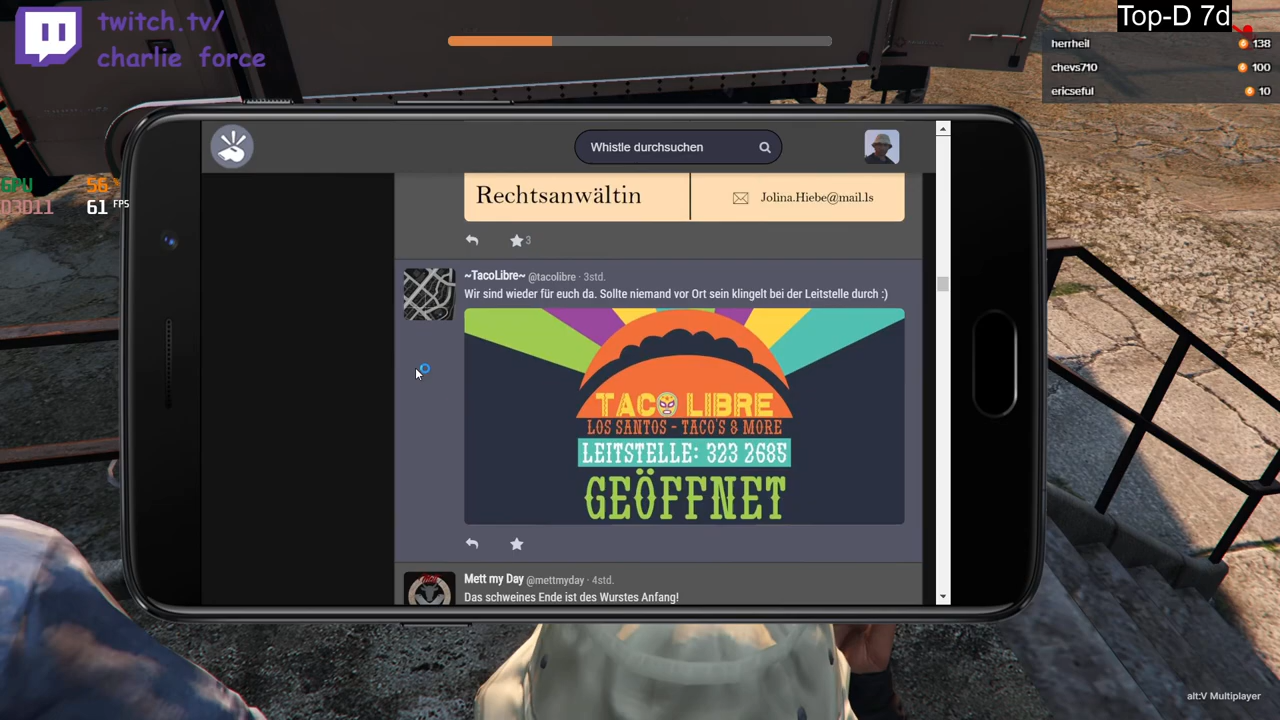 twitch.tv/
charlie force
Top-D 7d
herrheil 138
chevs710 100
ericseful 10
GPU 56
D3D11 61 FPS
Whistle durchsuchen
Rechtsanwältin
Jolina.Hiebe@mail.ls
3
~TacoLibre~ @tacolibre · 3std.
Wir sind wieder für euch da. Sollte niemand vor Ort sein klingelt bei der Leitstelle durch :)
TACO LIBRE
LOS SANTOS - TACO'S & MORE
LEITSTELLE: 323 2685
GEÖFFNET
Mett my Day @mettmyday · 4std.
Das schweines Ende ist des Wurstes Anfang!
alt:V Multiplayer